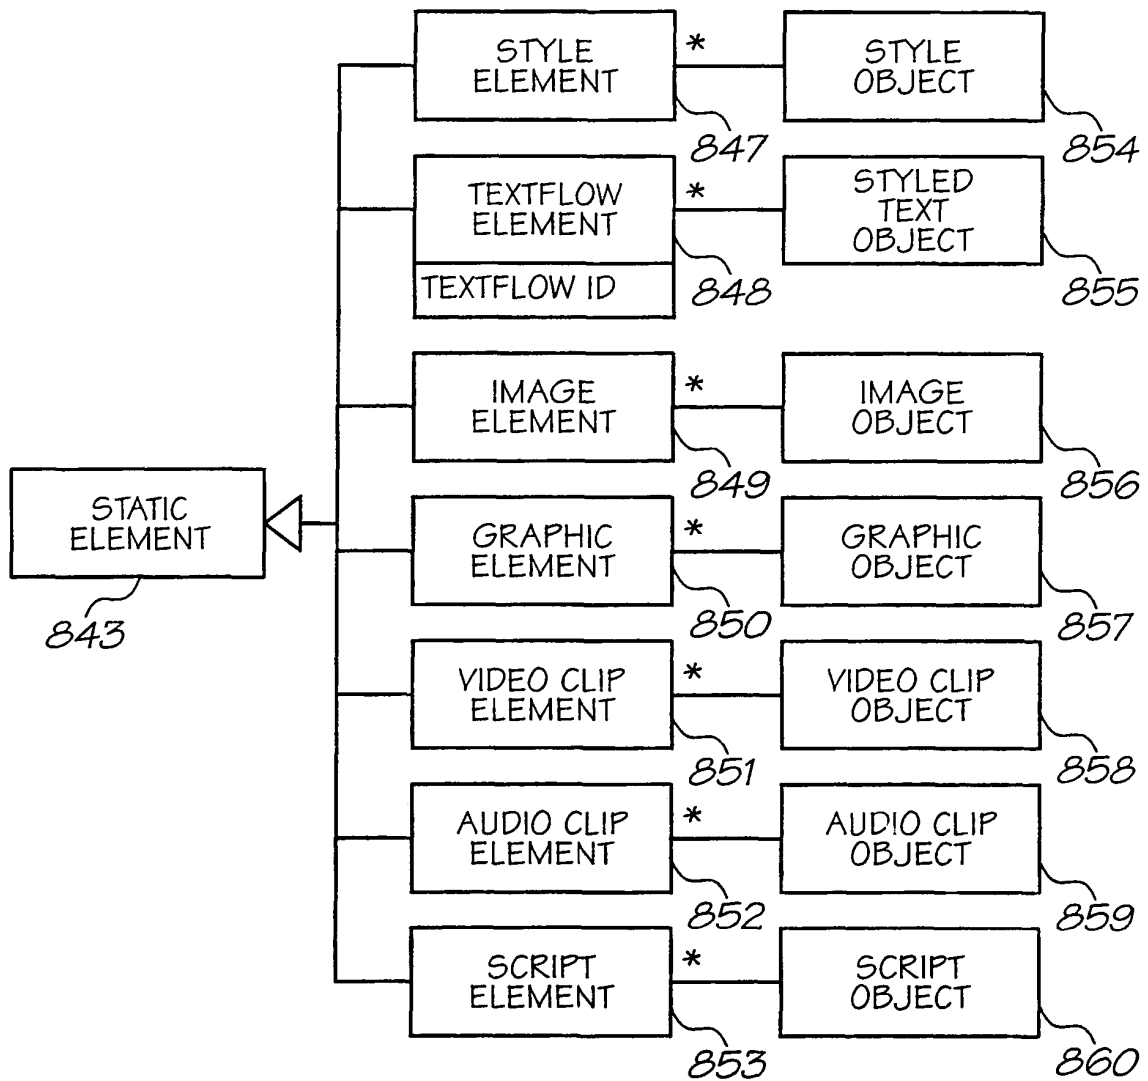 STYLE
ELEMENT
*
STYLE
OBJECT
847
854
TEXTFLOW
ELEMENT
TEXTFLOW ID
*
STYLED
TEXT
OBJECT
848
855
IMAGE
ELEMENT
*
IMAGE
OBJECT
849
856
STATIC
ELEMENT
843
GRAPHIC
ELEMENT
*
GRAPHIC
OBJECT
850
857
VIDEO CLIP
ELEMENT
*
VIDEO CLIP
OBJECT
851
858
AUDIO CLIP
ELEMENT
*
AUDIO CLIP
OBJECT
852
859
SCRIPT
ELEMENT
*
SCRIPT
OBJECT
853
860